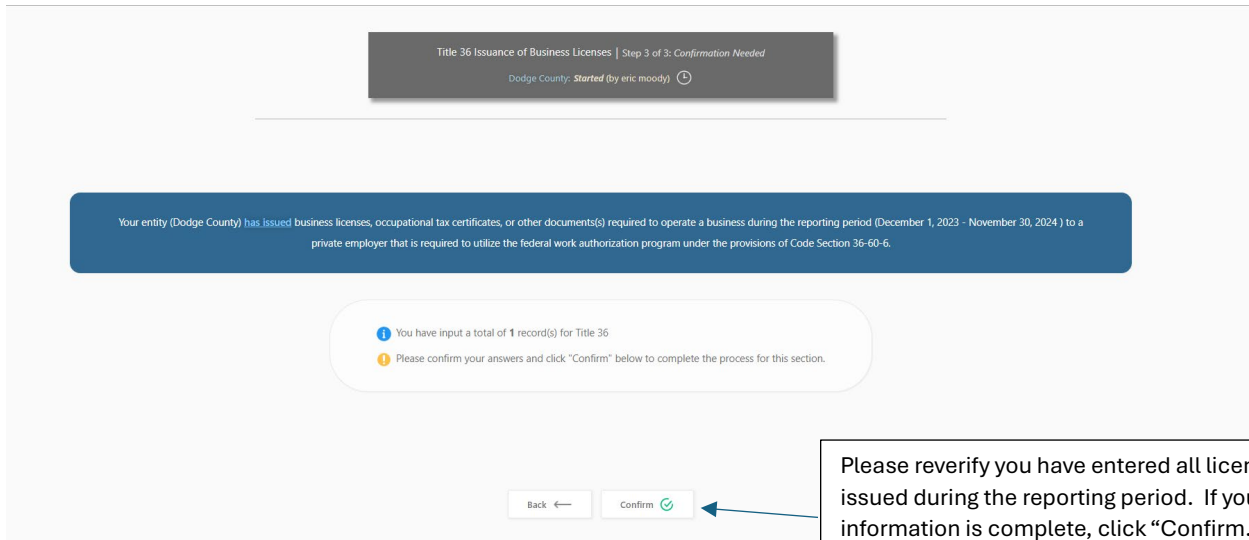 Title 36 Issuance of Business Licenses | Step 3 of 3: Confirmation Needed
Dodge County: Started (by eric moody)
Your entity (Dodge County) has issued business licenses, occupational tax certificates, or other documents(s) required to operate a business during the reporting period (December 1, 2023 - November 30, 2024 ) to a
private employer that is required to utilize the federal work authorization program under the provisions of Code Section 36-60-6.
You have input a total of 1 record(s) for Title 36
Please confirm your answers and click "Confirm" below to complete the process for this section.
Back Confirm
Please reverify you have entered all
issued during the reporting period. If
information is complete, click “Confirm.